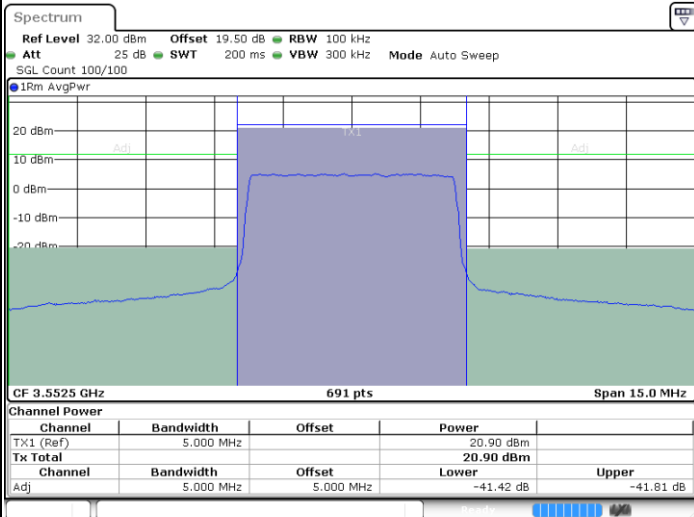 Spectrum
Ref Level 32.00 dBm Offset 19.50 dB RBW 100 kHz
Att 25 dB SWT 200 ms VBW 300 kHz Mode Auto Sweep
SGL Count 100/100
1Rm AvgPwr
TX1
20 dBm
Adj Adj
10 dBm
0 dBm
-10 dBm
-20 dBm
CF 3.5525 GHz 691 pts Span 15.0 MHz
Channel Power
Channel Bandwidth Offset Power
TX1 (Ref) 5.000 MHz 20.90 dBm
Tx Total 20.90 dBm
Channel Bandwidth Offset Lower Upper
Adj 5.000 MHz 5.000 MHz -41.42 dB -41.81 dB
Ready